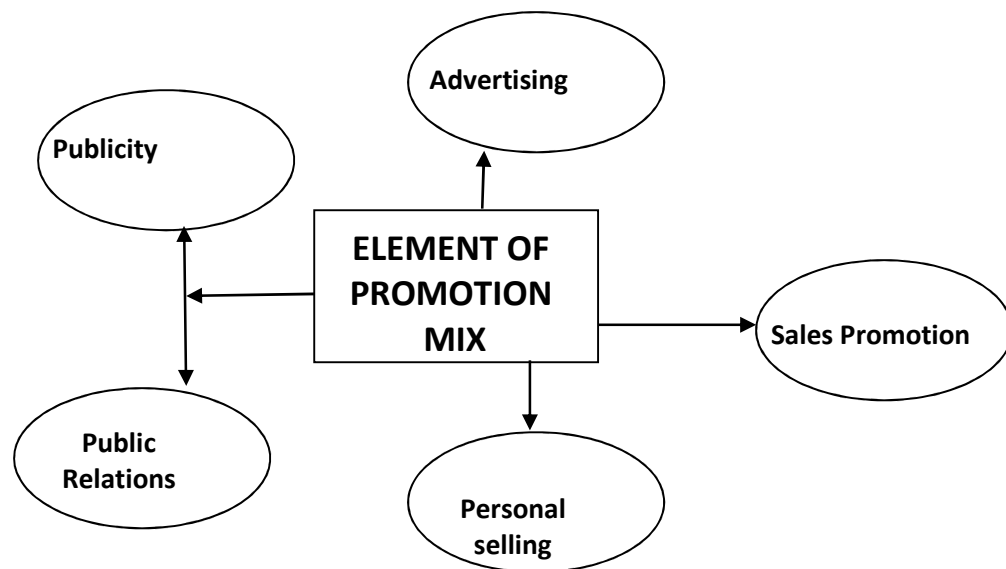 Advertising
Publicity
ELEMENT OF
PROMOTION
MIX
Sales Promotion
Public
Relations
Personal
selling